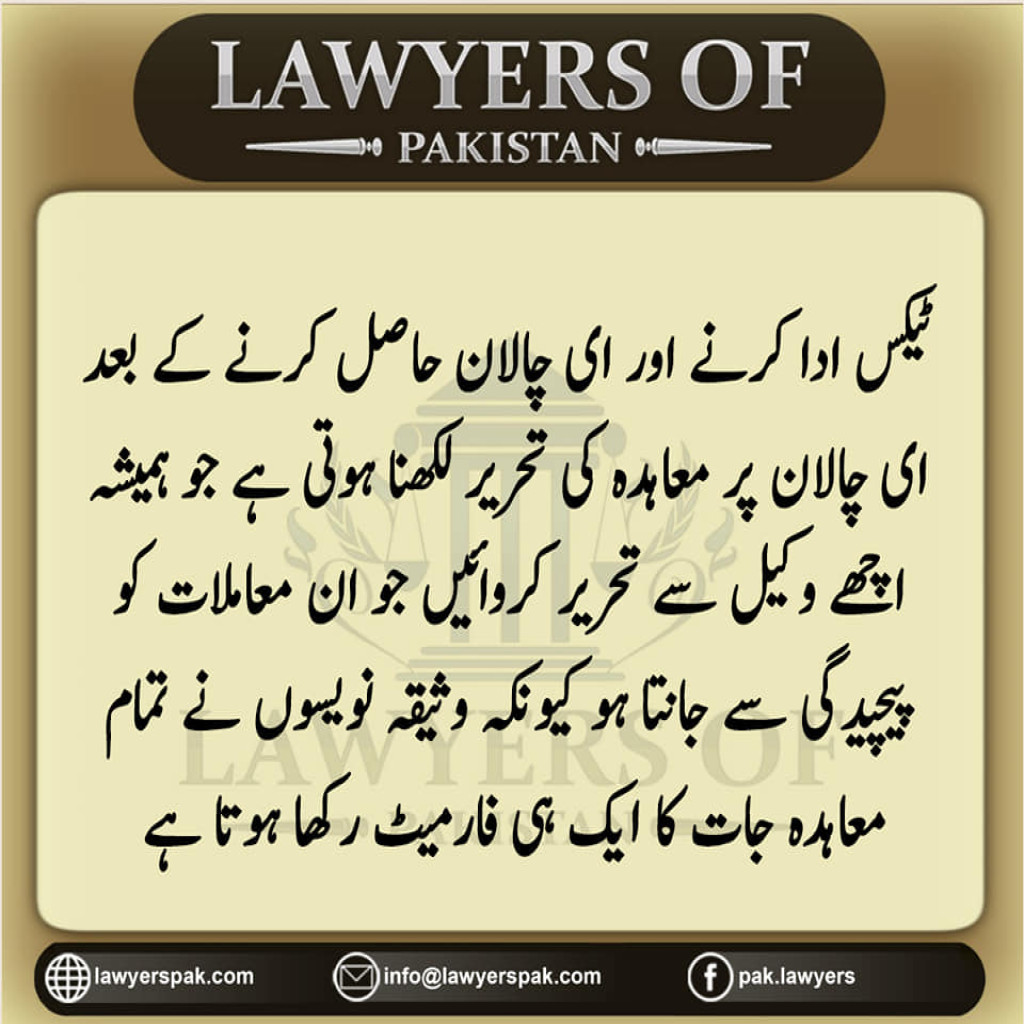 LAWYERS OF
PAKISTAN
ٹیکس ادا کرنے اور ای چالان حاصل کرنے کے بعد
ای چالان پر معاہدہ کی تحریر لکھنا ہوتی ہے جو ہمیشہ
اچھے وکیل سے تحریر کروائیں جو ان معاملات کو
پیچیدگی سے جانتا ہو کیونکہ وثیقہ نویسوں نے تمام
معاہدہ جات کا ایک ہی فارمیٹ رکھا ہوتا ہے
LAWYERS OF
PAKISTAN
lawyerspak.com info@lawyerspak.com pak.lawyers